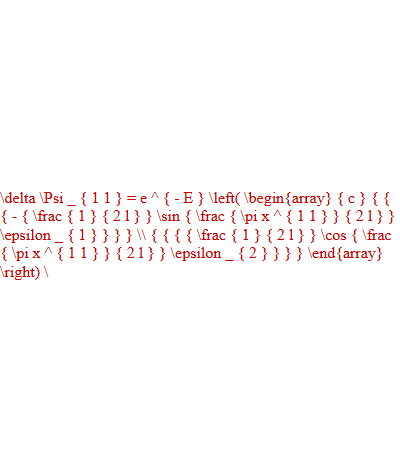 \delta \Psi _ { 1 1 } = e ^ { - E } \left( \begin{array} { c } { {
{ - { \frac { 1 } { 2 1 } } \sin { \frac { \pi x ^ { 1 1 } } { 2 1 } }
\epsilon _ { 1 } } } } \\ { { { { \frac { 1 } { 2 1 } } \cos { \frac
{ \pi x ^ { 1 1 } } { 2 1 } } \epsilon _ { 2 } } } } \end{array}
\right) \